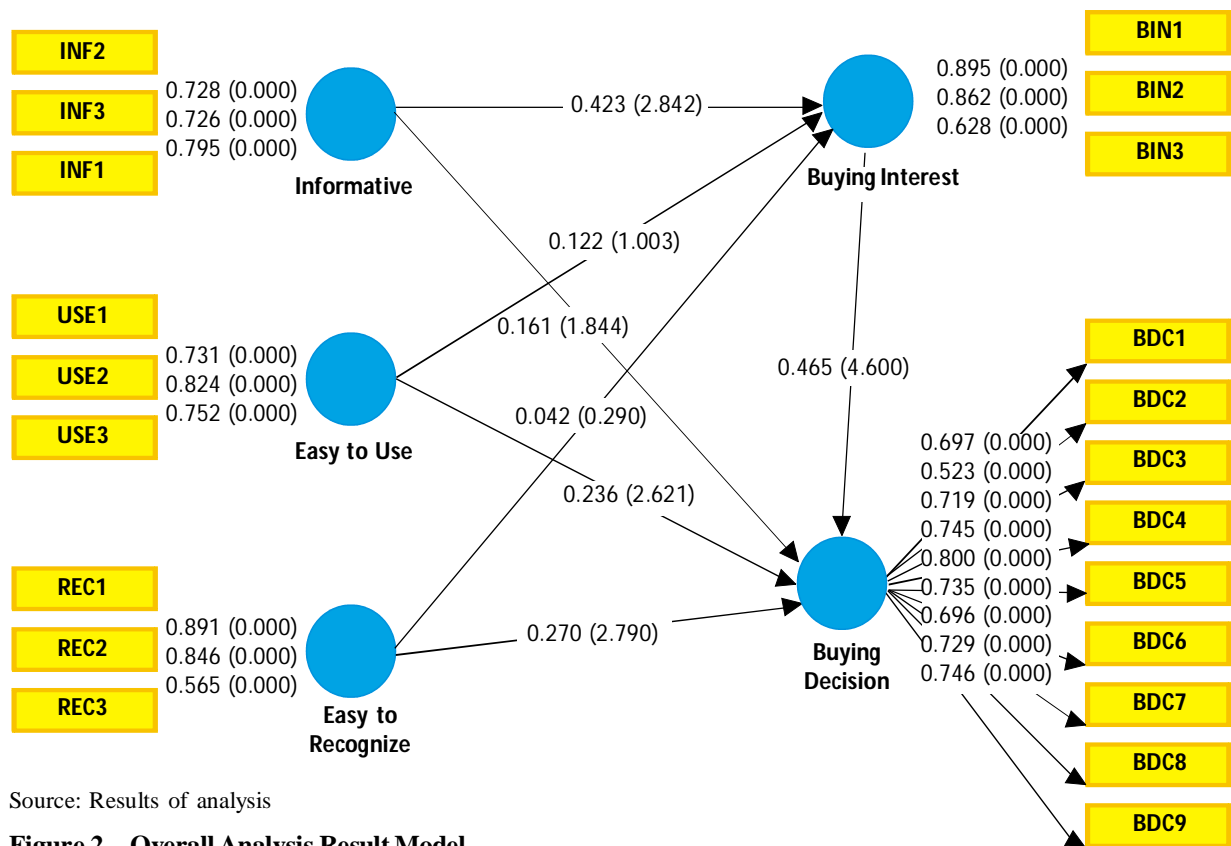 INF2
INF3
INF1
0.728 (0.000)
0.726 (0.000)
0.795 (0.000)
Informative
0.423 (2.842)
BIN1
BIN2
BIN3
0.895 (0.000)
0.862 (0.000)
0.628 (0.000)
Buying Interest
0.122 (1.003)
0.161 (1.844)
USE1
USE2
USE3
0.731 (0.000)
0.824 (0.000)
0.752 (0.000)
Easy to Use
0.465 (4.600)
0.042 (0.290)
0.236 (2.621)
REC1
REC2
REC3
0.891 (0.000)
0.846 (0.000)
0.565 (0.000)
Easy to
Recognize
0.270 (2.790)
Buying
Decision
0.697 (0.000)
0.523 (0.000)
0.719 (0.000)
0.745 (0.000)
0.800 (0.000)
0.735 (0.000)
0.696 (0.000)
0.729 (0.000)
0.746 (0.000)
BDC1
BDC2
BDC3
BDC4
BDC5
BDC6
BDC7
BDC8
BDC9
Source: Results of analysis
Figure 2. Overall Analysis Result Model